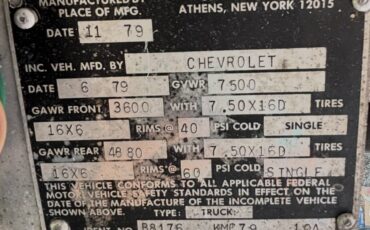 MANUFACTURED BY
PLACE OF MFG. ATHENS, NEW YORK 12015
DATE 11 79
INC. VEH. MFD. BY CHEVROLET
DATE 6 79 GVWR 7500
GAWR FRONT 3600 WITH 7.50X16D TIRES
16X6 RIMS@ 40 PSI COLD SINGLE
GAWR REAR 4880 WITH 7.50X16D TIRES
16X6 RIMS@ 60 PSI COLD SINGLE
THIS VEHICLE CONFORMS TO ALL APPLICABLE FEDERAL
MOTOR VEHICLE SAFETY STANDARDS IN EFFECT ON THE
DATE OF THE MANUFACTURE OF THE INCOMPLETE VEHICLE
SHOWN ABOVE. TYPE: TRUCK
IDENT NO